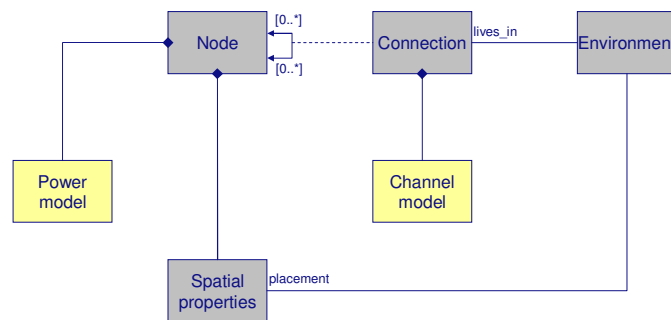 [0..*]
Node
[0..*]
Connection
lives_in
Environmen
Power
model
Channel
model
Spatial
properties
placement